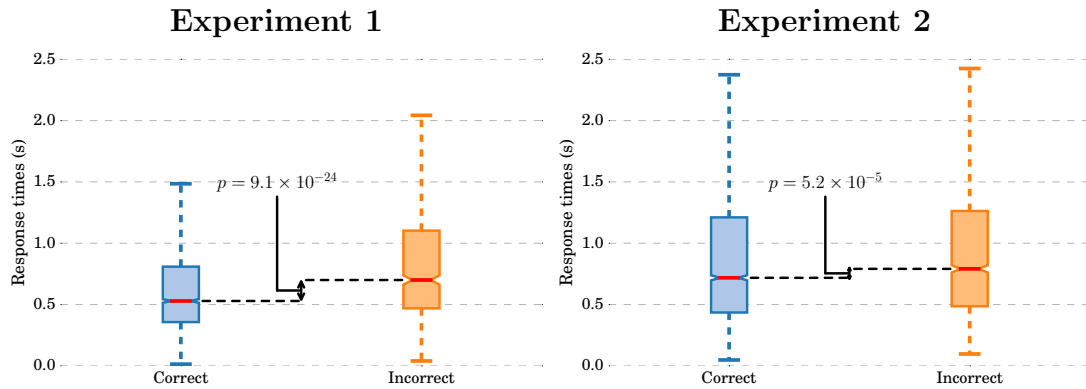 Experiment 1
2.5
2.0
1.5
1.0
0.5
0.0
Response times (s)
p = 9.1 × 10⁻²⁴
Correct
Incorrect
Experiment 2
2.5
2.0
1.5
1.0
0.5
0.0
Response times (s)
p = 5.2 × 10⁻⁵
Correct
Incorrect